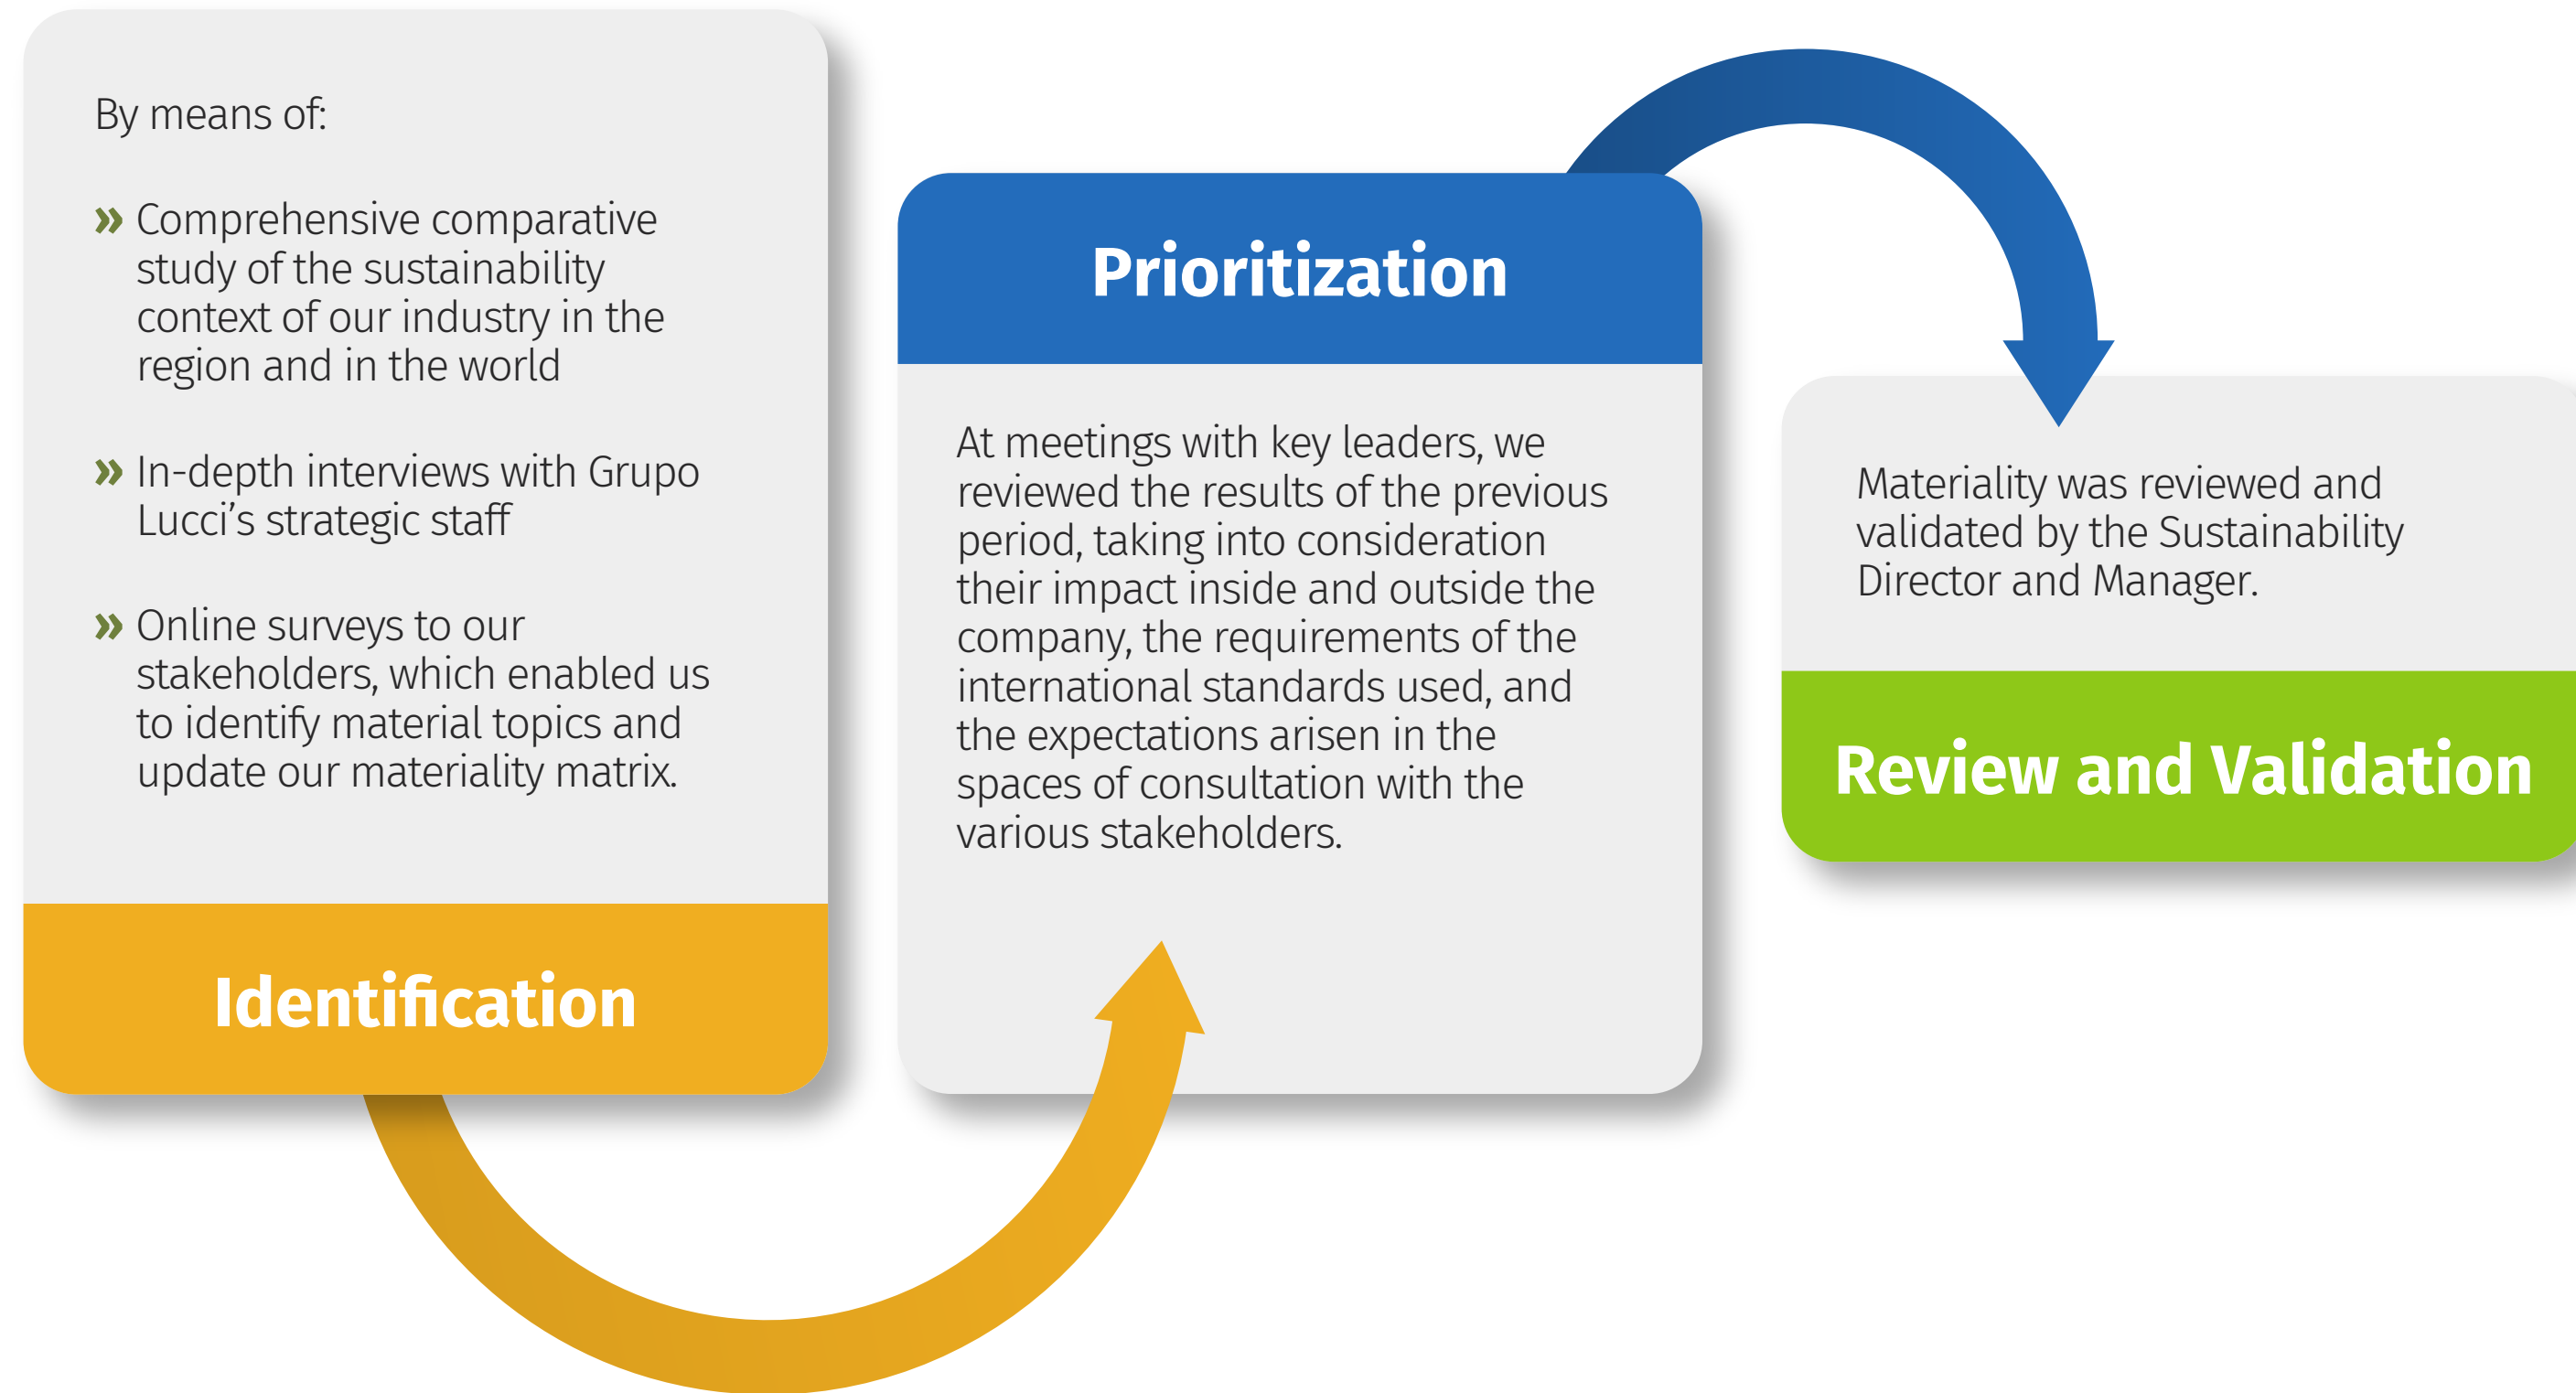 By means of:
» Comprehensive comparative
study of the sustainability
context of our industry in the
region and in the world
» In-depth interviews with Grupo
Lucci’s strategic staff
» Online surveys to our
stakeholders, which enabled us
to identify material topics and
update our materiality matrix.
Identification
Prioritization
At meetings with key leaders, we
reviewed the results of the previous
period, taking into consideration
their impact inside and outside the
company, the requirements of the
international standards used, and
the expectations arisen in the
spaces of consultation with the
various stakeholders.
Materiality was reviewed and
validated by the Sustainability
Director and Manager.
Review and Validation